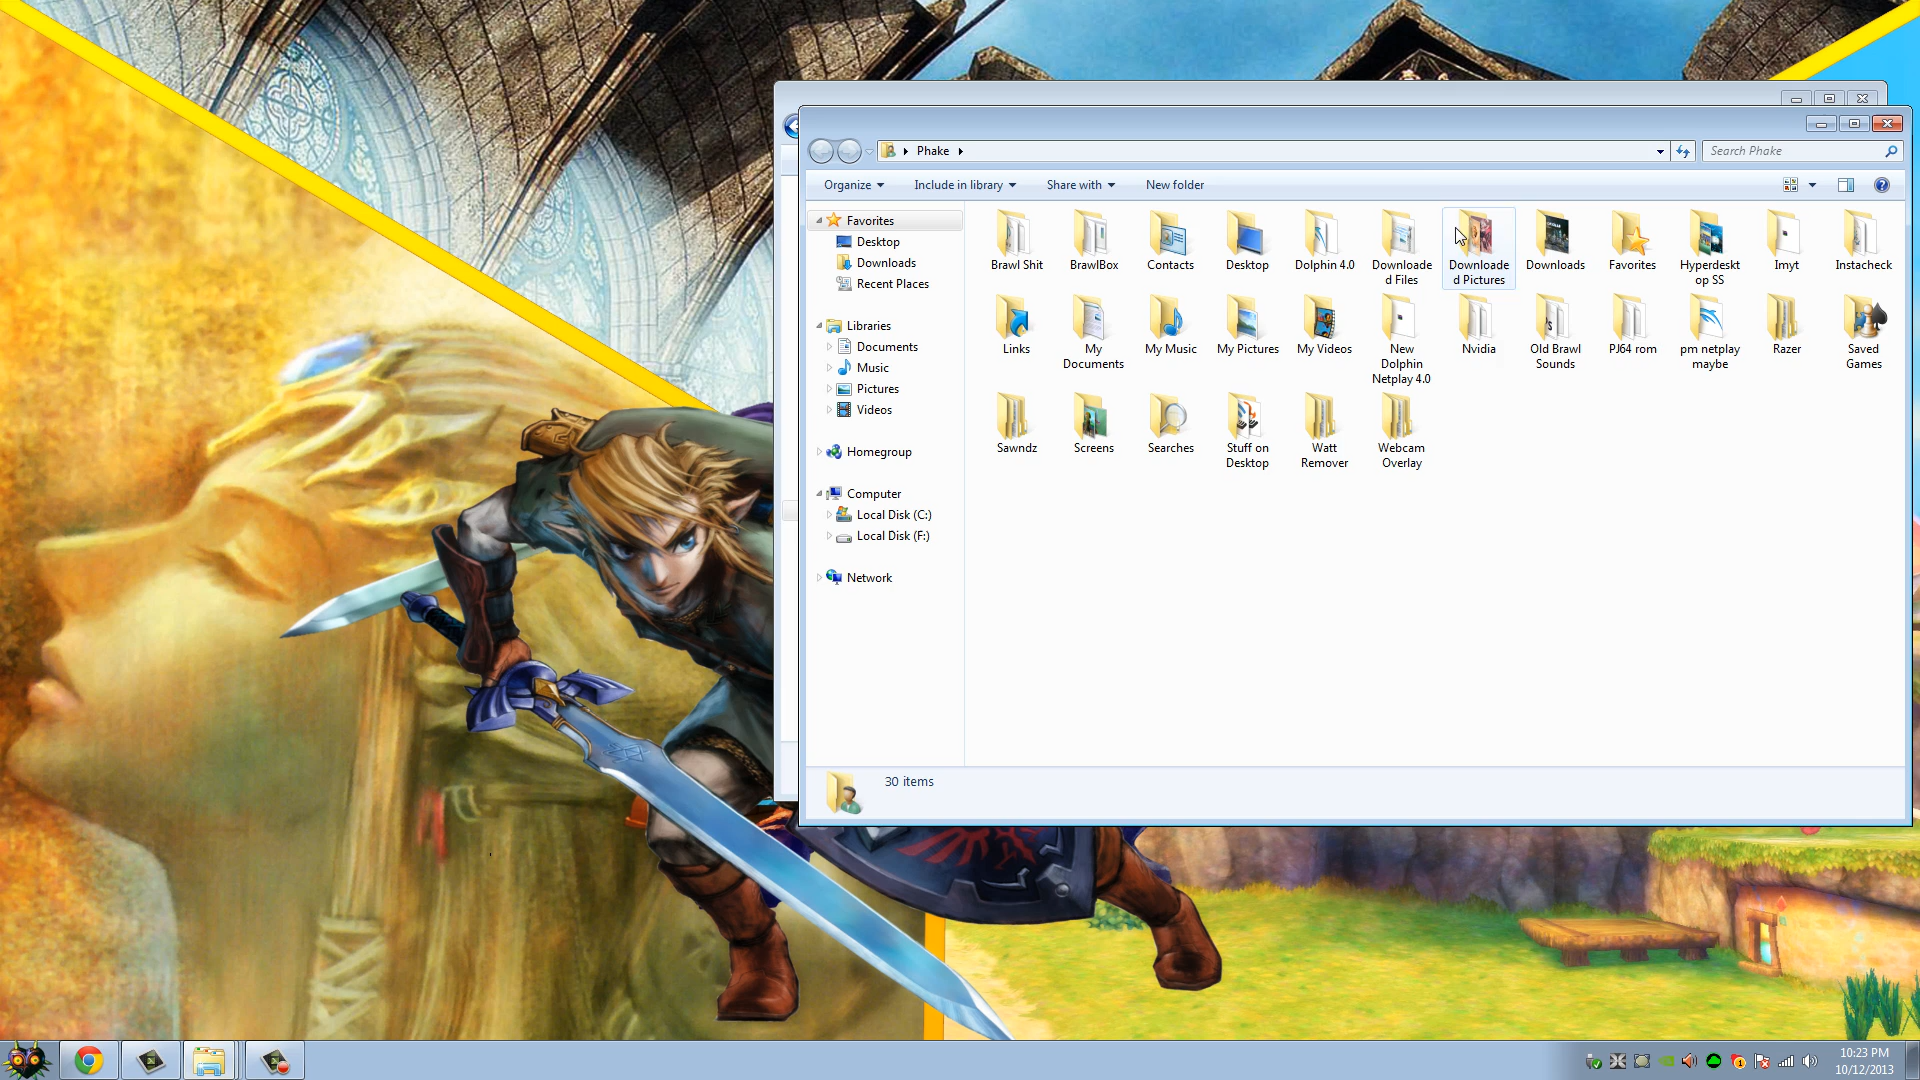 Phake
Search Phake
Organize
Include in library
Share with
New folder
Favorites
Desktop
Downloads
Recent Places
Libraries
Documents
Music
Pictures
Videos
Homegroup
Computer
Local Disk (C:)
Local Disk (F:)
Network
Brawl Shit
BrawlBox
Contacts
Desktop
Dolphin 4.0
Downloade
d Files
Downloade
d Pictures
Downloads
Favorites
Hyperdeskt
op SS
Imyt
Instacheck
Links
My
Documents
My Music
My Pictures
My Videos
New
Dolphin
Netplay 4.0
Nvidia
Old Brawl
Sounds
PJ64 rom
pm netplay
maybe
Razer
Saved
Games
Sawndz
Screens
Searches
Stuff on
Desktop
Watt
Remover
Webcam
Overlay
30 items
10:23 PM
10/12/2013